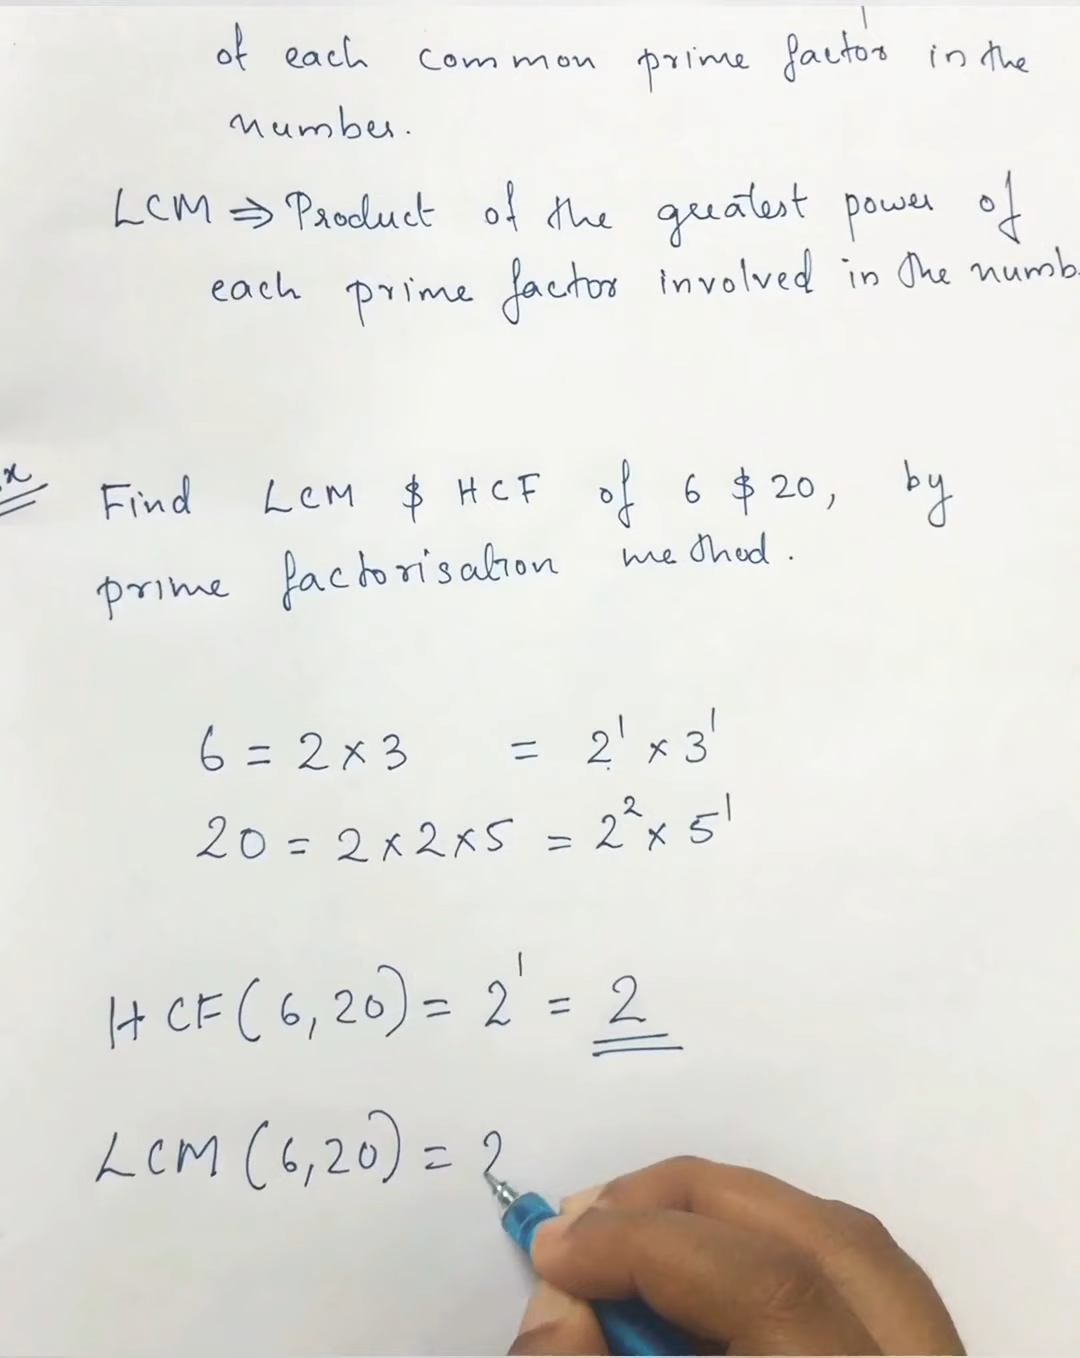 of each common prime factor in the
number.
LCM ⇒ Product of the greatest power of
each prime factor involved in the numb
x
Find LCM $ HCF of 6 $ 20, by
prime factorisation method.
6 = 2 × 3 = 2¹ × 3¹
20 = 2 × 2 × 5 = 2² × 5¹
HCF (6, 20) = 2¹ = 2
LCM (6, 20) = 2